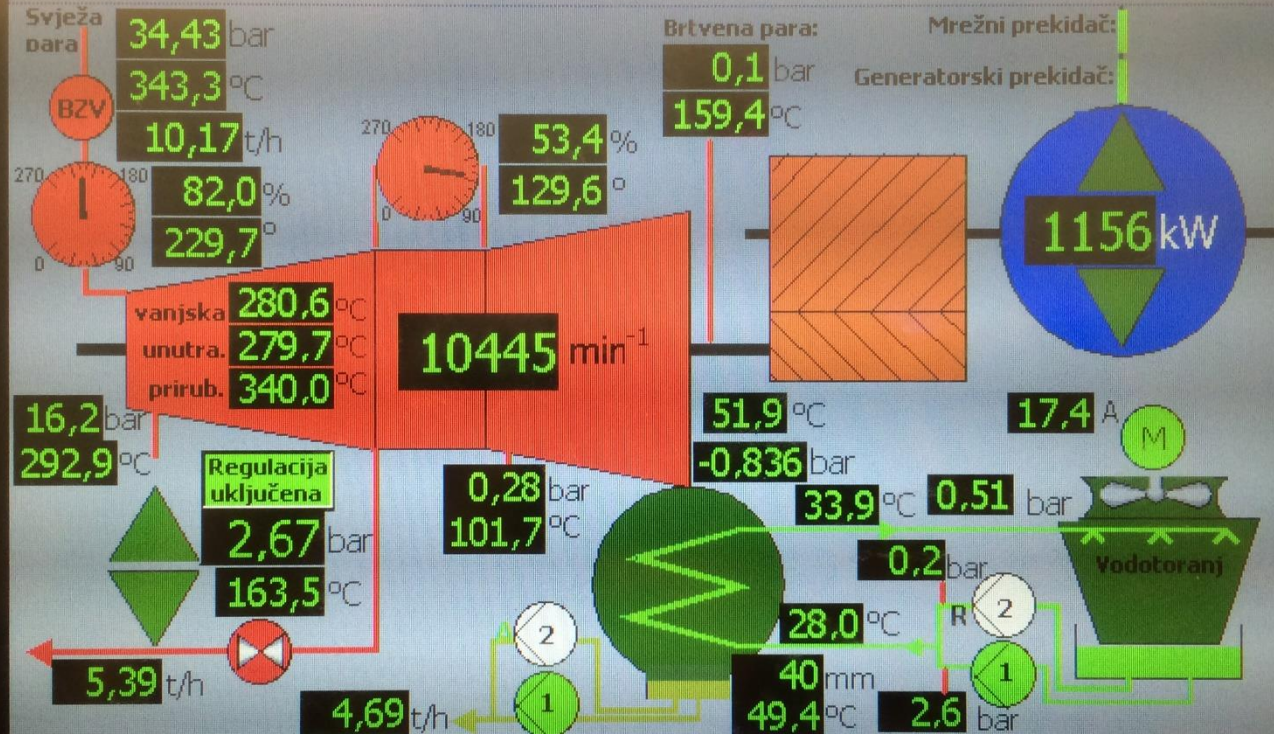 Svježa
para
34,43 bar
343,3 °C
10,17 t/h
BZV
270
180
0
90
82,0 %
229,7 °
270
180
0
90
53,4 %
129,6 °
Brtvena para:
0,1 bar
159,4 °C
Mrežni prekidač:
Generatorski prekidač:
1156 kW
vanjska 280,6 °C
unutra. 279,7 °C
prirub. 340,0 °C
10445 min⁻¹
16,2 bar
292,9 °C
Regulacija
uključena
2,67 bar
163,5 °C
5,39 t/h
0,28 bar
101,7 °C
51,9 °C
-0,836 bar
33,9 °C
0,51 bar
17,4 A
M
Vodotoranj
0,2 bar
28,0 °C
R
2
1
2,6 bar
40 mm
49,4 °C
A
2
1
4,69 t/h